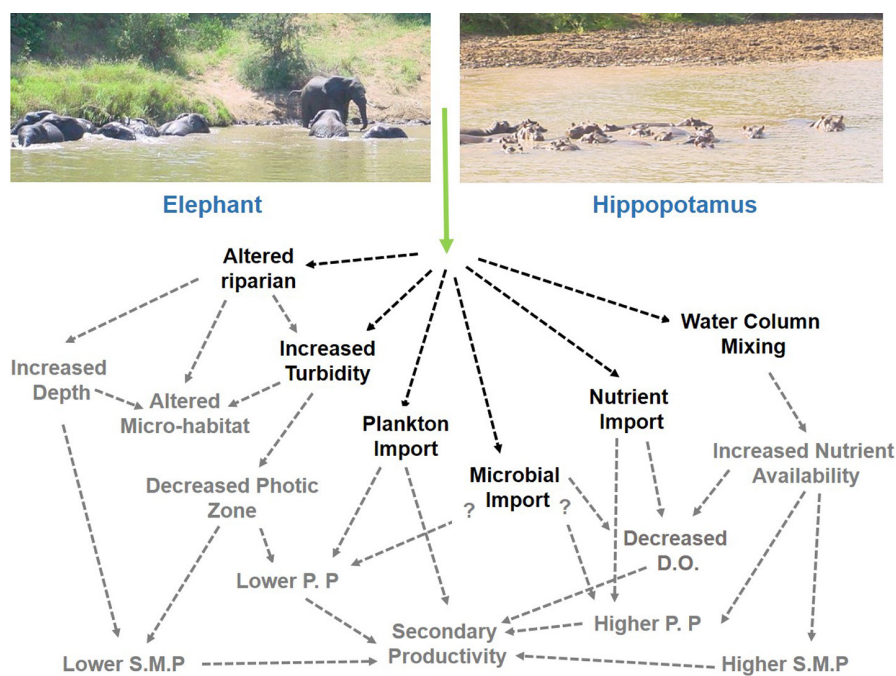 Elephant
Hippopotamus
Altered
riparian
Water Column
Mixing
Increased
Turbidity
Increased
Depth
Altered
Micro-habitat
Nutrient
Import
Plankton
Import
Increased Nutrient
Availability
Microbial
Import
?
?
Decreased Photic
Zone
Decreased
D.O.
Lower P. P
Higher P. P
Secondary
Productivity
Lower S.M.P
Higher S.M.P